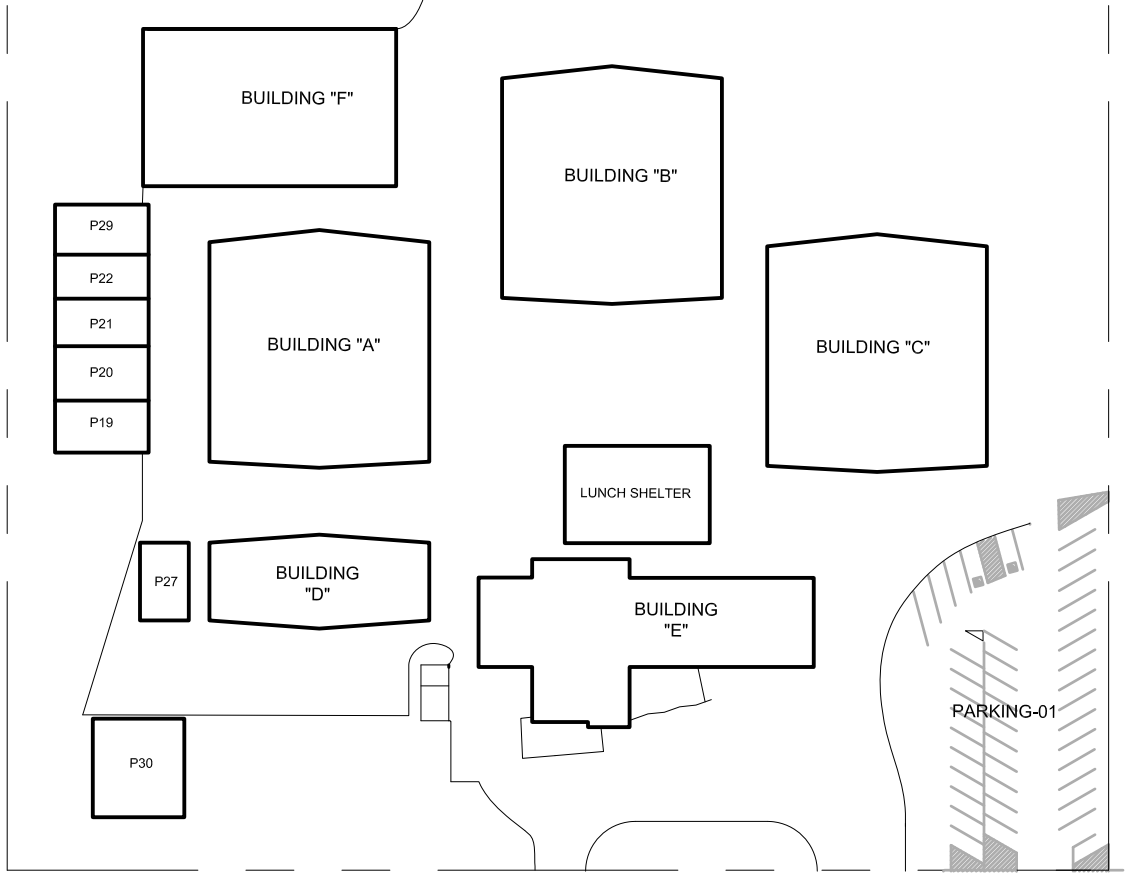 BUILDING "F"
BUILDING "B"
P29
P22
P21
P20
P19
BUILDING "A"
BUILDING "C"
LUNCH SHELTER
P27
BUILDING
"D"
BUILDING
"E"
PARKING-01
P30